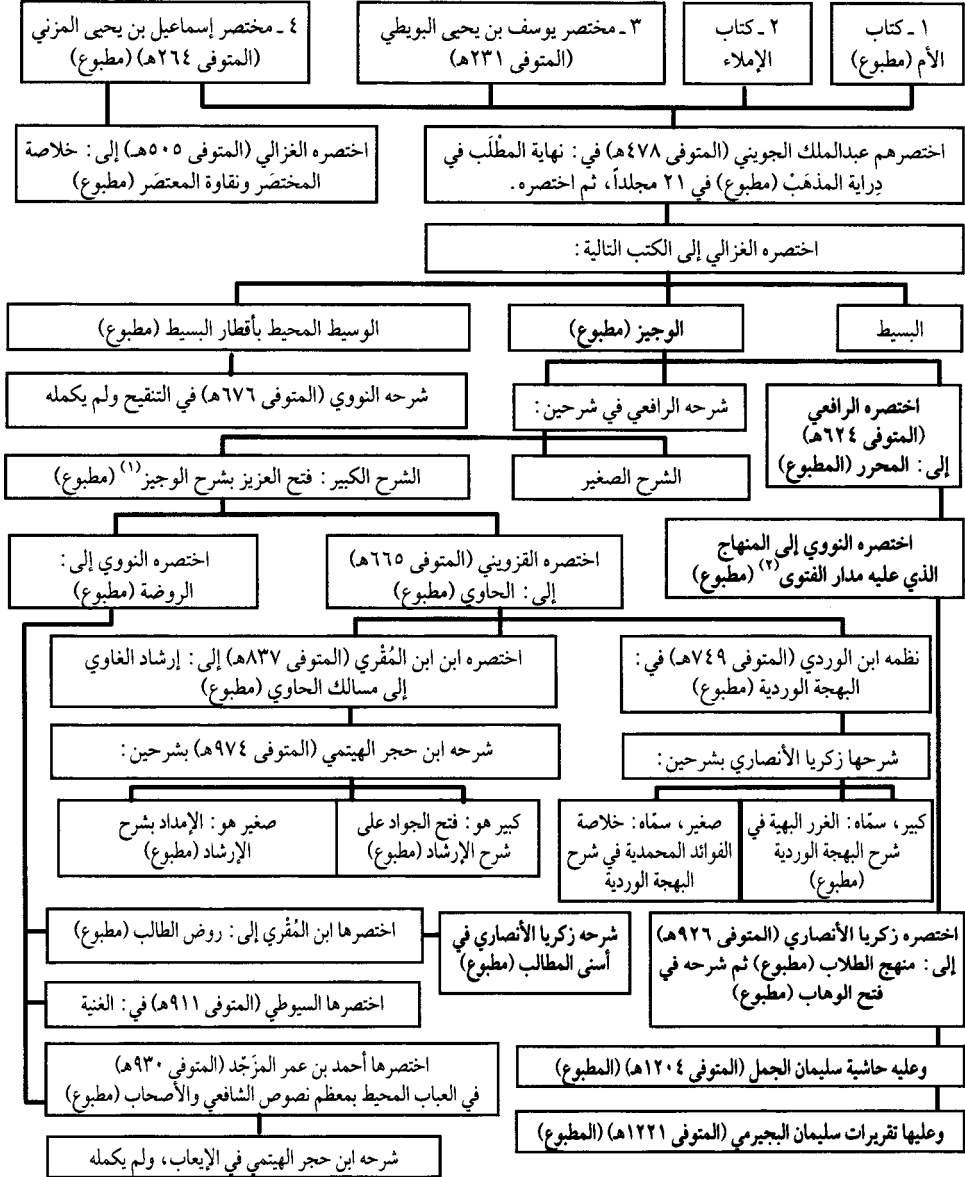 ١ ـ كتاب
الأم (مطبوع)
٢ ـ كتاب
الإملاء
٣ ـ مختصر يوسف بن يحيى البويطي
(المتوفى ٢٣١هـ)
٤ ـ مختصر إسماعيل بن يحيى المزني
(المتوفى ٢٦٤هـ) (مطبوع)
اختصرهم عبدالملك الجويني (المتوفى ٤٧٨هـ) في : نهاية المطْلَب في
دِراية المذهَبْ (مطبوع) في ٢١ مجلداً، ثم اختصره.
اختصره الغزالي (المتوفى ٥٠٥هـ) إلى : خلاصة
المختصَر ونقاوة المعتصَر (مطبوع)
اختصره الغزالي إلى الكتب التالية :
البسيط
الوجيز (مطبوع)
الوسيط المحيط بأقطار البسيط (مطبوع)
اختصره الرافعي
(المتوفى ٦٢٤هـ)
إلى : المحرر (المطبوع)
شرحه الرافعي في شرحين :
شرحه النووي (المتوفى ٦٧٦هـ) في التنقيح ولم يكمله
الشرح الصغير
الشرح الكبير : فتح العزيز بشرح الوجيز(١) (مطبوع)
اختصره النووي إلى المنهاج
الذي عليه مدار الفتوى(٢) (مطبوع)
اختصره القزويني (المتوفى ٦٦٥هـ)
إلى : الحاوي (مطبوع)
اختصره النووي إلى :
الروضة (مطبوع)
نظمه ابن الوردي (المتوفى ٧٤٩هـ) في :
البهجة الوردية (مطبوع)
اختصره ابن ابن المُقْري (المتوفى ٨٣٧هـ) إلى : إرشاد الغاوي
إلى مسالك الحاوي (مطبوع)
شرحها زكريا الأنصاري بشرحين :
شرحه ابن حجر الهيتمي (المتوفى ٩٧٤هـ) بشرحين :
كبير، سمّاه : الغرر البهية في
شرح البهجة الوردية
(مطبوع)
صغير، سمّاه : خلاصة
الفوائد المحمدية في شرح
البهجة الوردية
كبير هو : فتح الجواد على
شرح الإرشاد (مطبوع)
صغير هو : الإمداد بشرح
الإرشاد (مطبوع)
اختصره زكريا الأنصاري (المتوفى ٩٢٦هـ)
إلى : منهج الطلاب (مطبوع) ثم شرحه في
فتح الوهاب (مطبوع)
شرحه زكريا الأنصاري في
أسنى المطالب (مطبوع)
اختصرها ابن المُقْري إلى : روض الطالب (مطبوع)
اختصرها السيوطي (المتوفى ٩١١هـ) في : الغنية
وعليه حاشية سليمان الجمل (المتوفى ١٢٠٤هـ) (المطبوع)
اختصرها أحمد بن عمر المزَجّد (المتوفى ٩٣٠هـ)
في العباب المحيط بمعظم نصوص الشافعي والأصحاب (مطبوع)
وعليها تقريرات سليمان البجيرمي (المتوفى ١٢٢١هـ) (المطبوع)
شرحه ابن حجر الهيتمي في الإيعاب، ولم يكمله